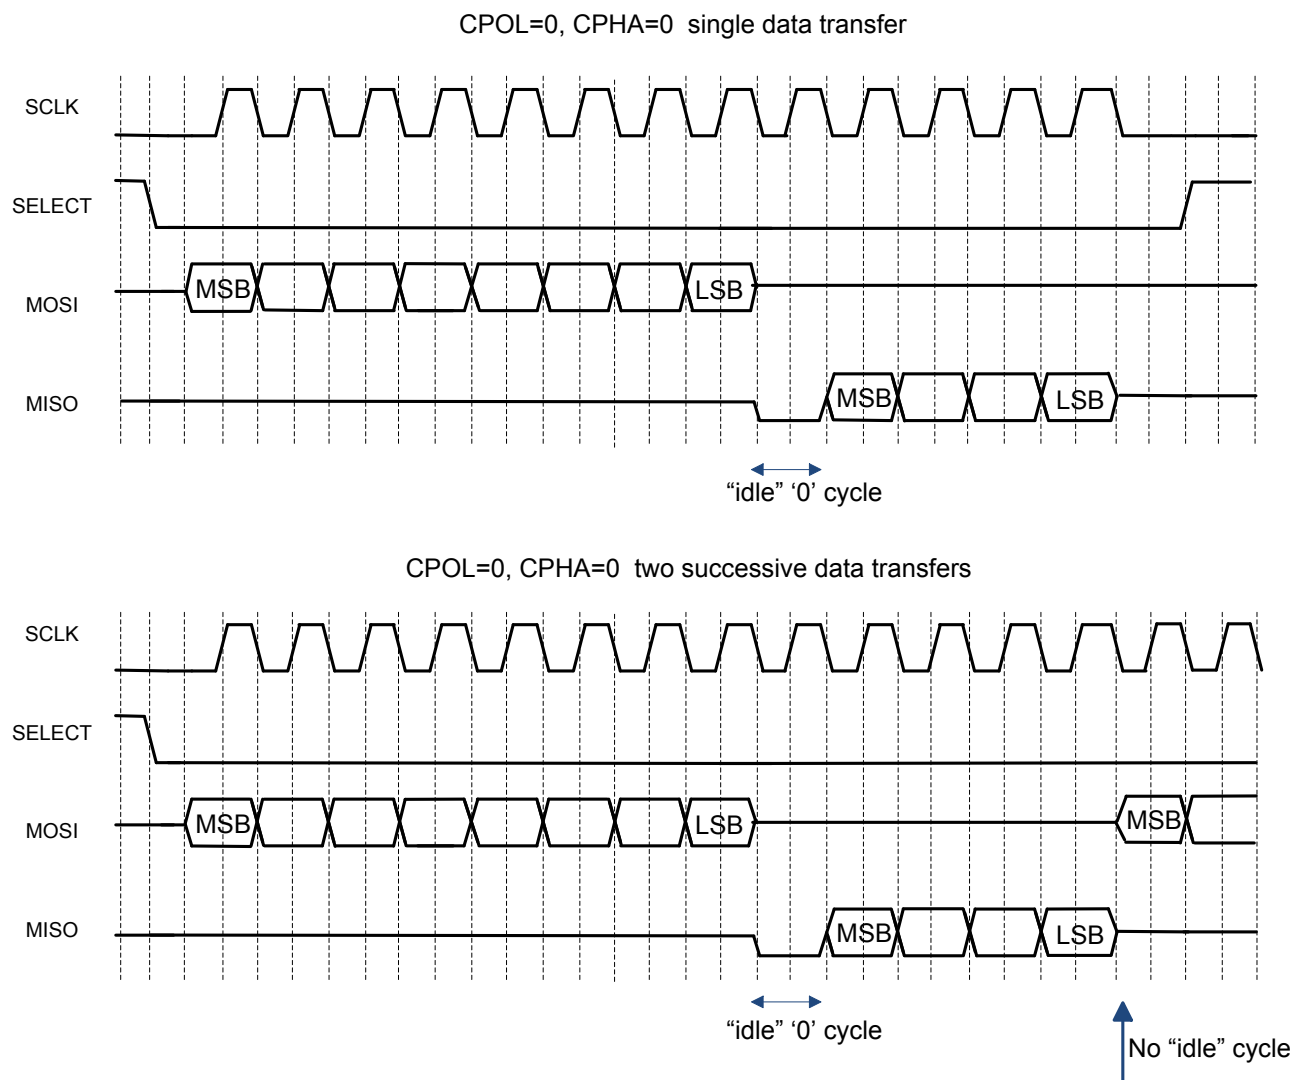 CPOL=0, CPHA=0 single data transfer
SCLK
SELECT
MOSI
MSB
LSB
MISO
MSB
LSB
“idle” ‘0’ cycle
CPOL=0, CPHA=0 two successive data transfers
SCLK
SELECT
MOSI
MSB
LSB
MSB
MISO
MSB
LSB
“idle” ‘0’ cycle
No “idle” cycle